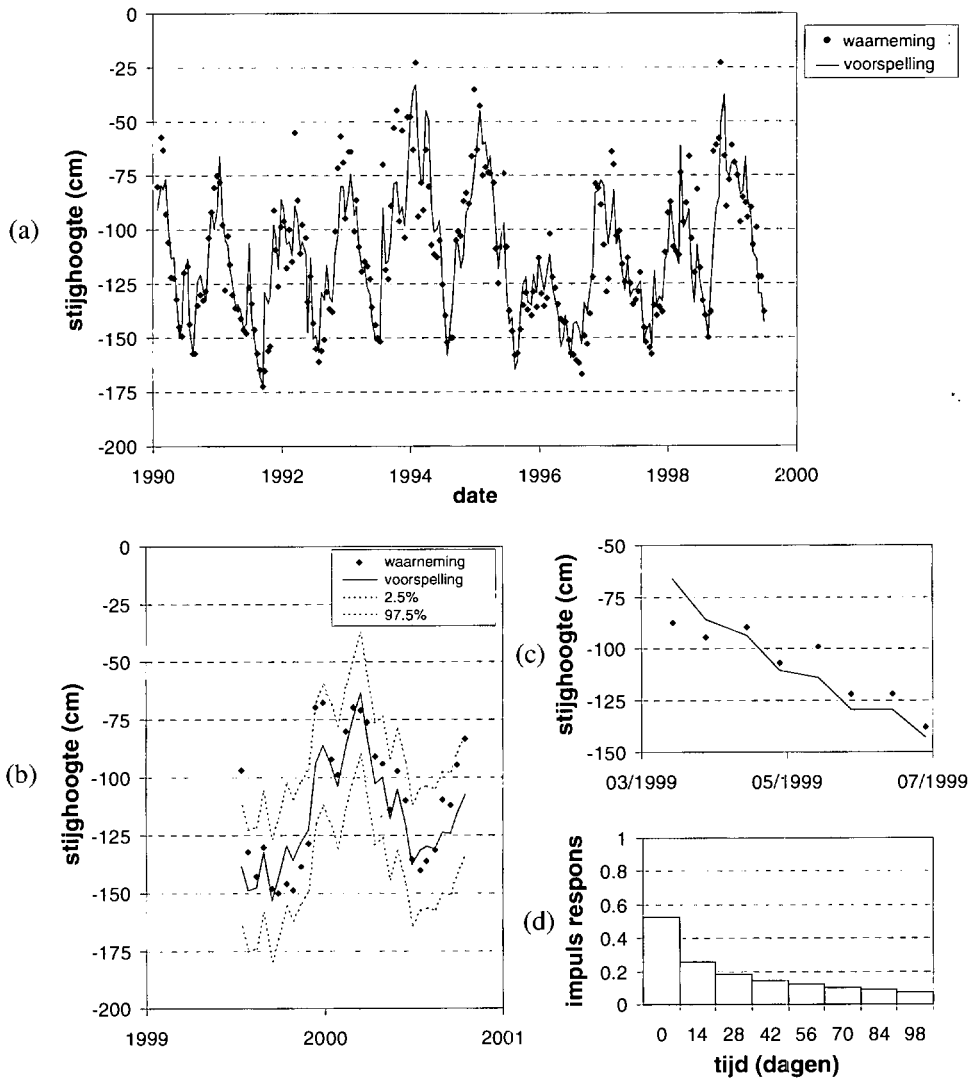 (a)
stijghoogte (cm)
0
-25
-50
-75
-100
-125
-150
-175
-200
1990
1992
1994
1996
1998
2000
date
waarneming
voorspelling
(b)
stijghoogte (cm)
0
-25
-50
-75
-100
-125
-150
-175
-200
1999
2000
2001
waarneming
voorspelling
2.5%
97.5%
(c)
stijghoogte (cm)
-50
-75
-100
-125
-150
03/1999
05/1999
07/1999
(d)
impuls respons
1
0.8
0.6
0.4
0.2
0
0 14 28 42 56 70 84 98
tijd (dagen)